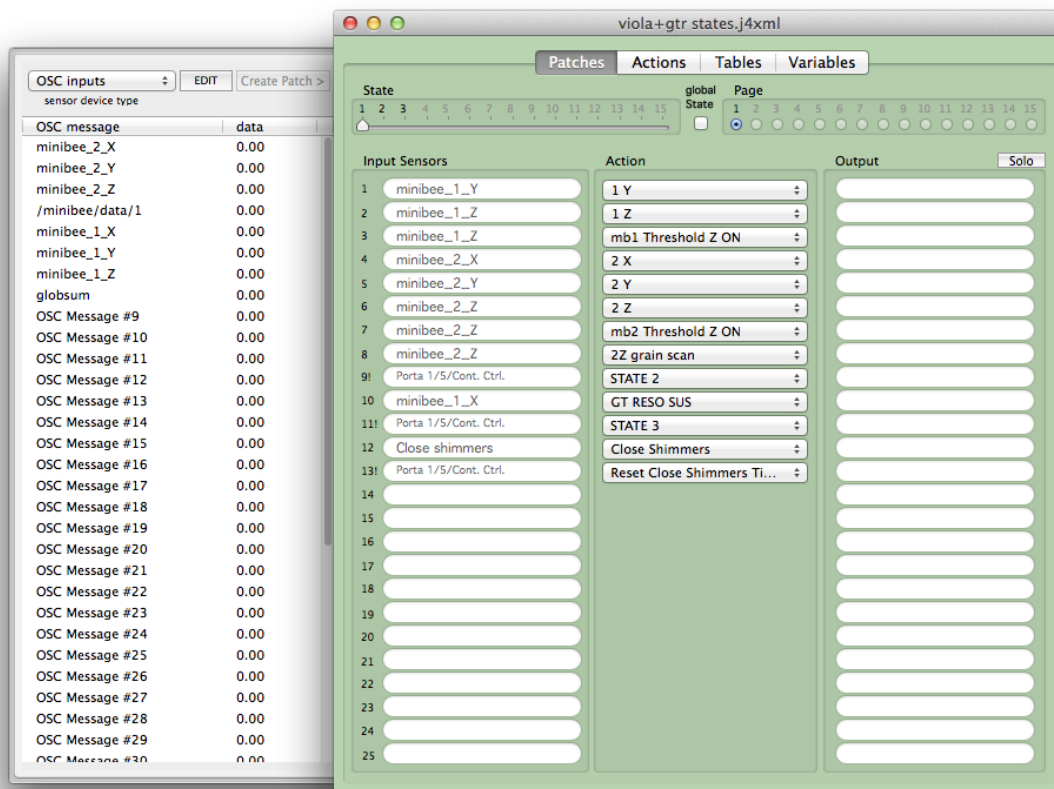 viola+gtr states.j4xml
OSC inputs
EDIT
Create Patch >
sensor device type
OSC message data
minibee_2_X 0.00
minibee_2_Y 0.00
minibee_2_Z 0.00
/minibee/data/1 0.00
minibee_1_X 0.00
minibee_1_Y 0.00
minibee_1_Z 0.00
globsum 0.00
OSC Message #9 0.00
OSC Message #10 0.00
OSC Message #11 0.00
OSC Message #12 0.00
OSC Message #13 0.00
OSC Message #14 0.00
OSC Message #15 0.00
OSC Message #16 0.00
OSC Message #17 0.00
OSC Message #18 0.00
OSC Message #19 0.00
OSC Message #20 0.00
OSC Message #21 0.00
OSC Message #22 0.00
OSC Message #23 0.00
OSC Message #24 0.00
OSC Message #25 0.00
OSC Message #26 0.00
OSC Message #27 0.00
OSC Message #28 0.00
OSC Message #29 0.00
OSC Message #30 0.00
Patches Actions Tables Variables
State
1 2 3 4 5 6 7 8 9 10 11 12 13 14 15
global
State
Page
1 2 3 4 5 6 7 8 9 10 11 12 13 14 15
Input Sensors Action Output Solo
1 minibee_1_Y 1 Y
2 minibee_1_Z 1 Z
3 minibee_1_Z mb1 Threshold Z ON
4 minibee_2_X 2 X
5 minibee_2_Y 2 Y
6 minibee_2_Z 2 Z
7 minibee_2_Z mb2 Threshold Z ON
8 minibee_2_Z 2Z grain scan
9! Porta 1/5/Cont. Ctrl. STATE 2
10 minibee_1_X GT RESO SUS
11! Porta 1/5/Cont. Ctrl. STATE 3
12 Close shimmers Close Shimmers
13! Porta 1/5/Cont. Ctrl. Reset Close Shimmers Ti...
14
15
16
17
18
19
20
21
22
23
24
25